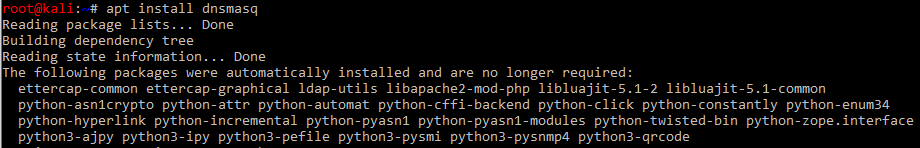 root@kali:~# apt install dnsmasq
Reading package lists... Done
Building dependency tree
Reading state information... Done
The following packages were automatically installed and are no longer required:
  ettercap-common ettercap-graphical ldap-utils libapache2-mod-php libluajit-5.1-2 libluajit-5.1-common
  python-asn1crypto python-attr python-automat python-cffi-backend python-click python-constantly python-enum34
  python-hyperlink python-incremental python-pyasn1 python-pyasn1-modules python-twisted-bin python-zope.interface
  python3-ajpy python3-ipy python3-pefile python3-pysmi python3-pysnmp4 python3-qrcode